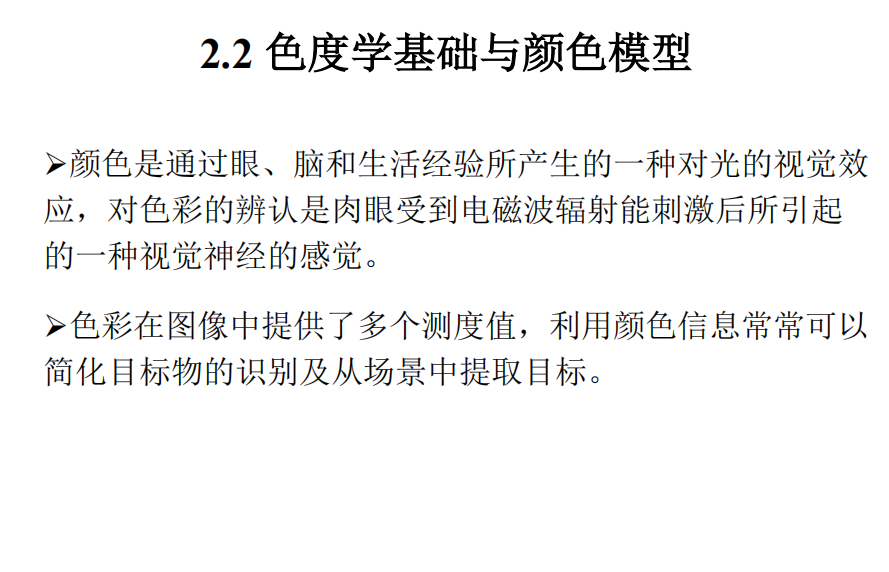 2.2 色度学基础与颜色模型
➢颜色是通过眼、脑和生活经验所产生的一种对光的视觉效
应，对色彩的辨认是肉眼受到电磁波辐射能刺激后所引起
的一种视觉神经的感觉。
➢色彩在图像中提供了多个测度值，利用颜色信息常常可以
简化目标物的识别及从场景中提取目标。